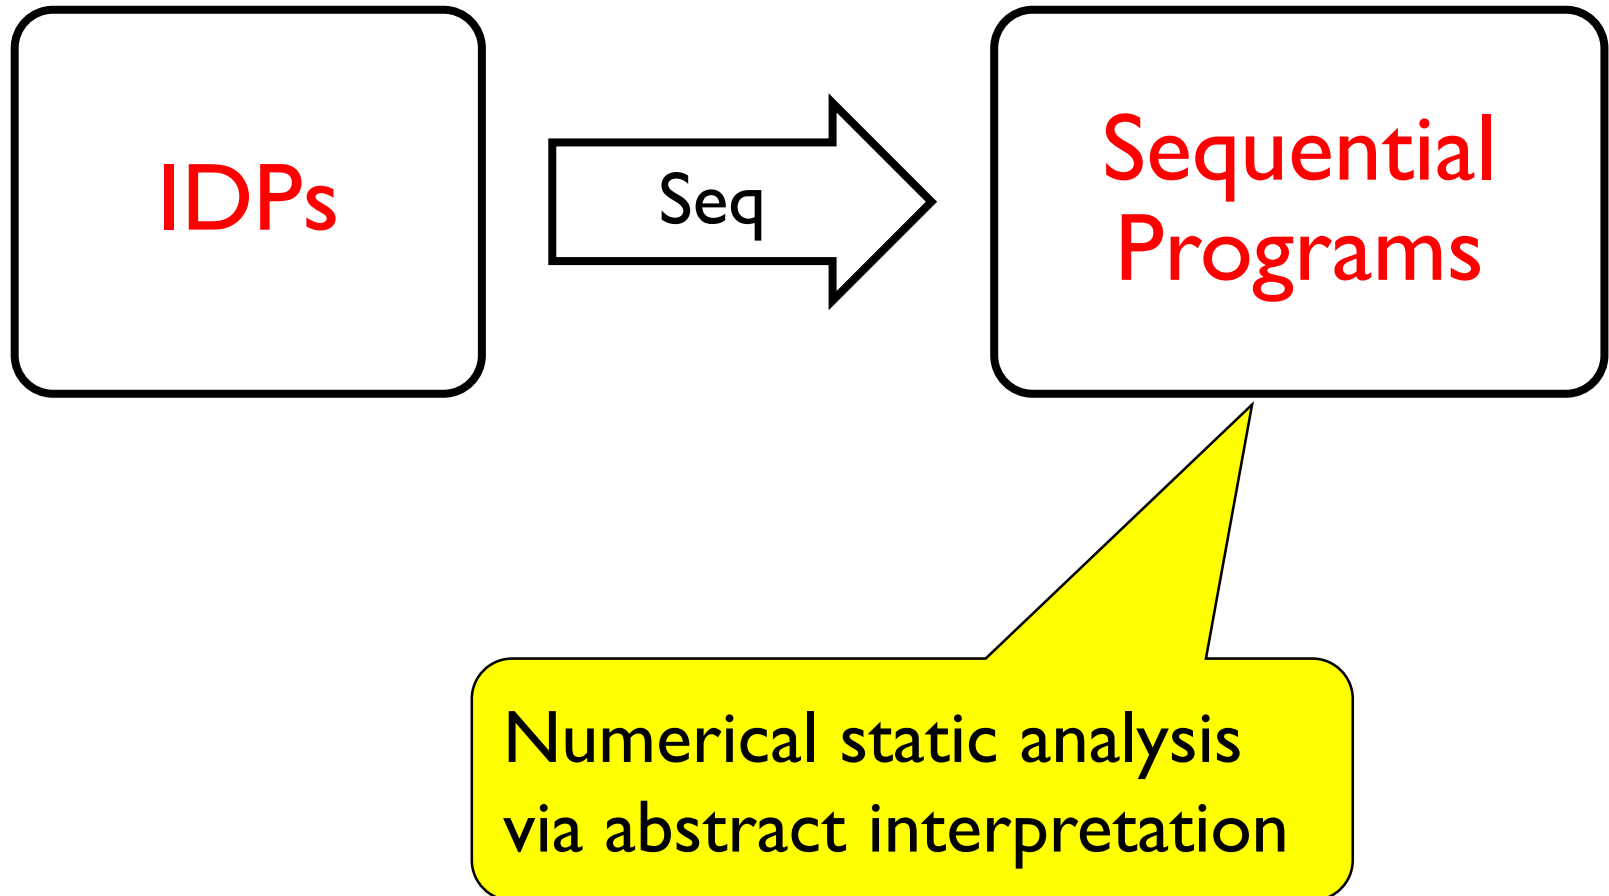 IDPs
Seq
Sequential
Programs
Numerical static analysis
via abstract interpretation